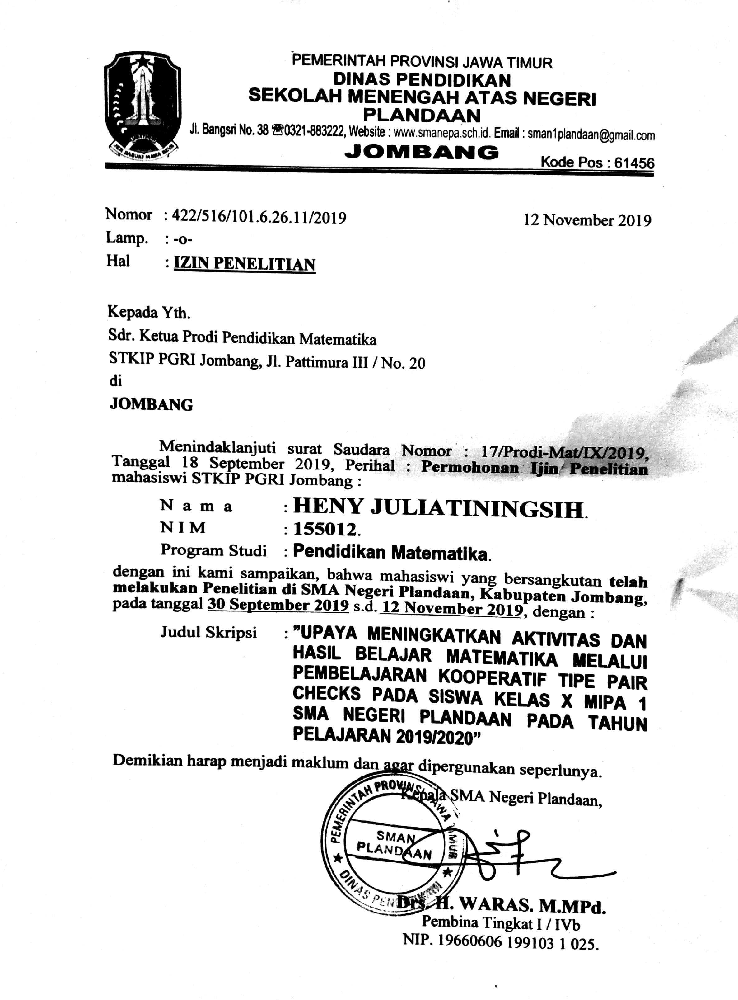 PEMERINTAH PROVINSI JAWA TIMUR
DINAS PENDIDIKAN
SEKOLAH MENENGAH ATAS NEGERI
PLANDAAN
Jl. Bangsri No. 38 ☎0321-883222, Website : www.smanepa.sch.id. Email : sman1plandaan@gmail.com
JOMBANG
Kode Pos : 61456
JER BASUKI MAWA BEYA
Nomor : 422/516/101.6.26.11/2019
12 November 2019
Lamp. : -o-
Hal : IZIN PENELITIAN
Kepada Yth.
Sdr. Ketua Prodi Pendidikan Matematika
STKIP PGRI Jombang, Jl. Pattimura III / No. 20
di
JOMBANG
Menindaklanjuti surat Saudara Nomor : 17/Prodi-Mat/IX/2019,
Tanggal 18 September 2019, Perihal : Permohonan Ijin Penelitian
mahasiswi STKIP PGRI Jombang :
N a m a : HENY JULIATININGSIH.
N I M : 155012.
Program Studi : Pendidikan Matematika.
dengan ini kami sampaikan, bahwa mahasiswi yang bersangkutan telah
melakukan Penelitian di SMA Negeri Plandaan, Kabupaten Jombang,
pada tanggal 30 September 2019 s.d. 12 November 2019, dengan :
Judul Skripsi : ”UPAYA MENINGKATKAN AKTIVITAS DAN
HASIL BELAJAR MATEMATIKA MELALUI
PEMBELAJARAN KOOPERATIF TIPE PAIR
CHECKS PADA SISWA KELAS X MIPA 1
SMA NEGERI PLANDAAN PADA TAHUN
PELAJARAN 2019/2020”
Demikian harap menjadi maklum dan agar dipergunakan seperlunya.
Kepala SMA Negeri Plandaan,
PEMERINTAH PROVINSI JAWA TIMUR
SMAN
PLANDAAN
DINAS PENDIDIKAN
Drs. H. WARAS. M.MPd.
Pembina Tingkat I / IVb
NIP. 19660606 199103 1 025.